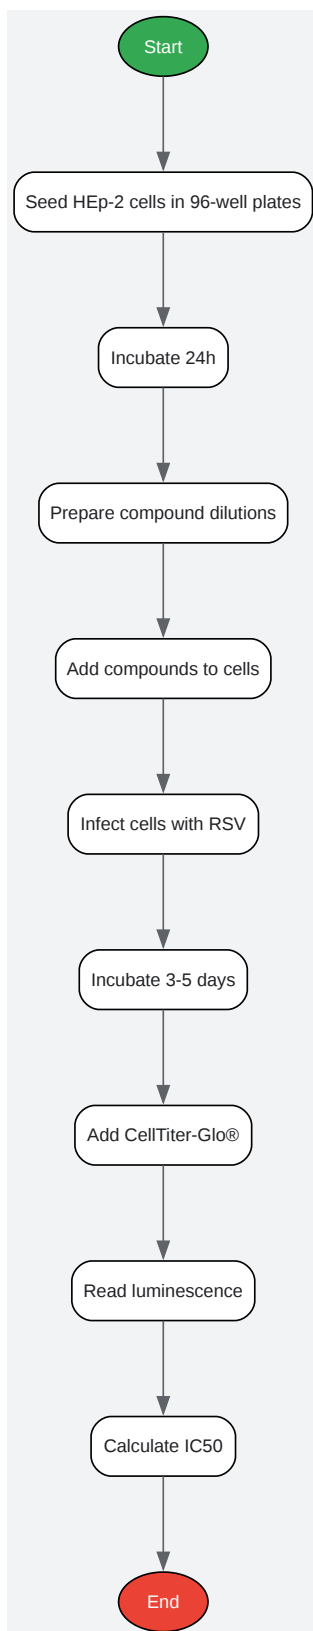 Start
Seed HEp-2 cells in 96-well plates
Incubate 24h
Prepare compound dilutions
Add compounds to cells
Infect cells with RSV
Incubate 3-5 days
Add CellTiter-Glo®
Read luminescence
Calculate IC50
End